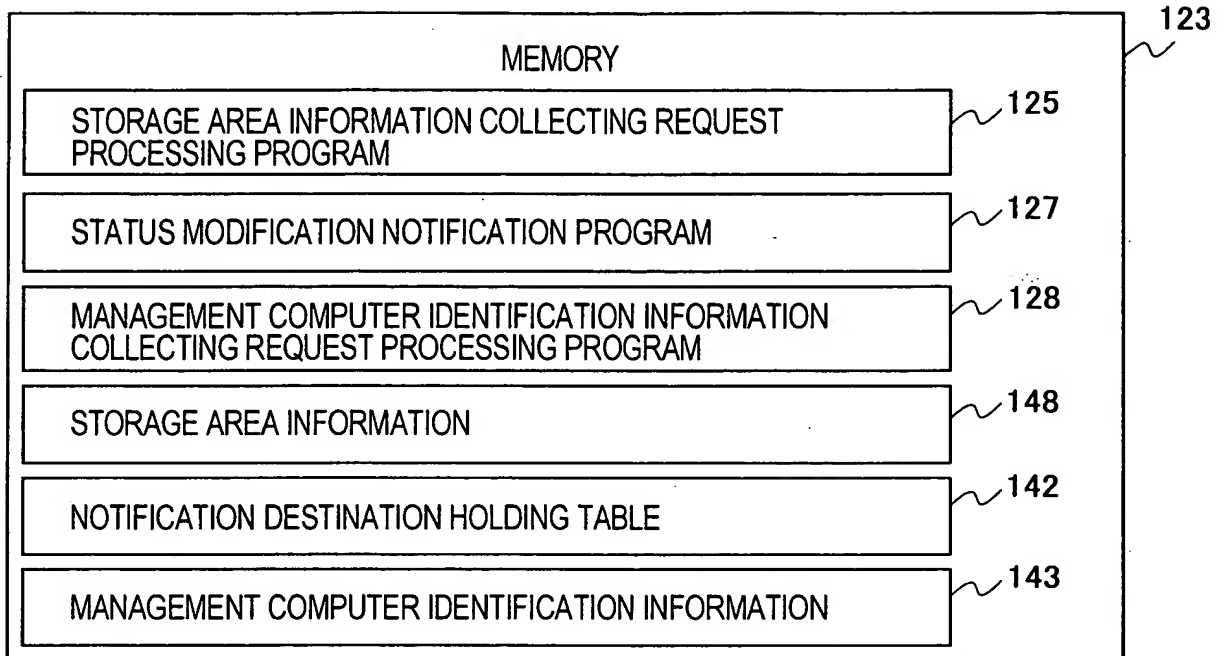 123
MEMORY
STORAGE AREA INFORMATION COLLECTING REQUEST
PROCESSING PROGRAM
125
STATUS MODIFICATION NOTIFICATION PROGRAM
127
MANAGEMENT COMPUTER IDENTIFICATION INFORMATION
COLLECTING REQUEST PROCESSING PROGRAM
128
STORAGE AREA INFORMATION
148
NOTIFICATION DESTINATION HOLDING TABLE
142
MANAGEMENT COMPUTER IDENTIFICATION INFORMATION
143